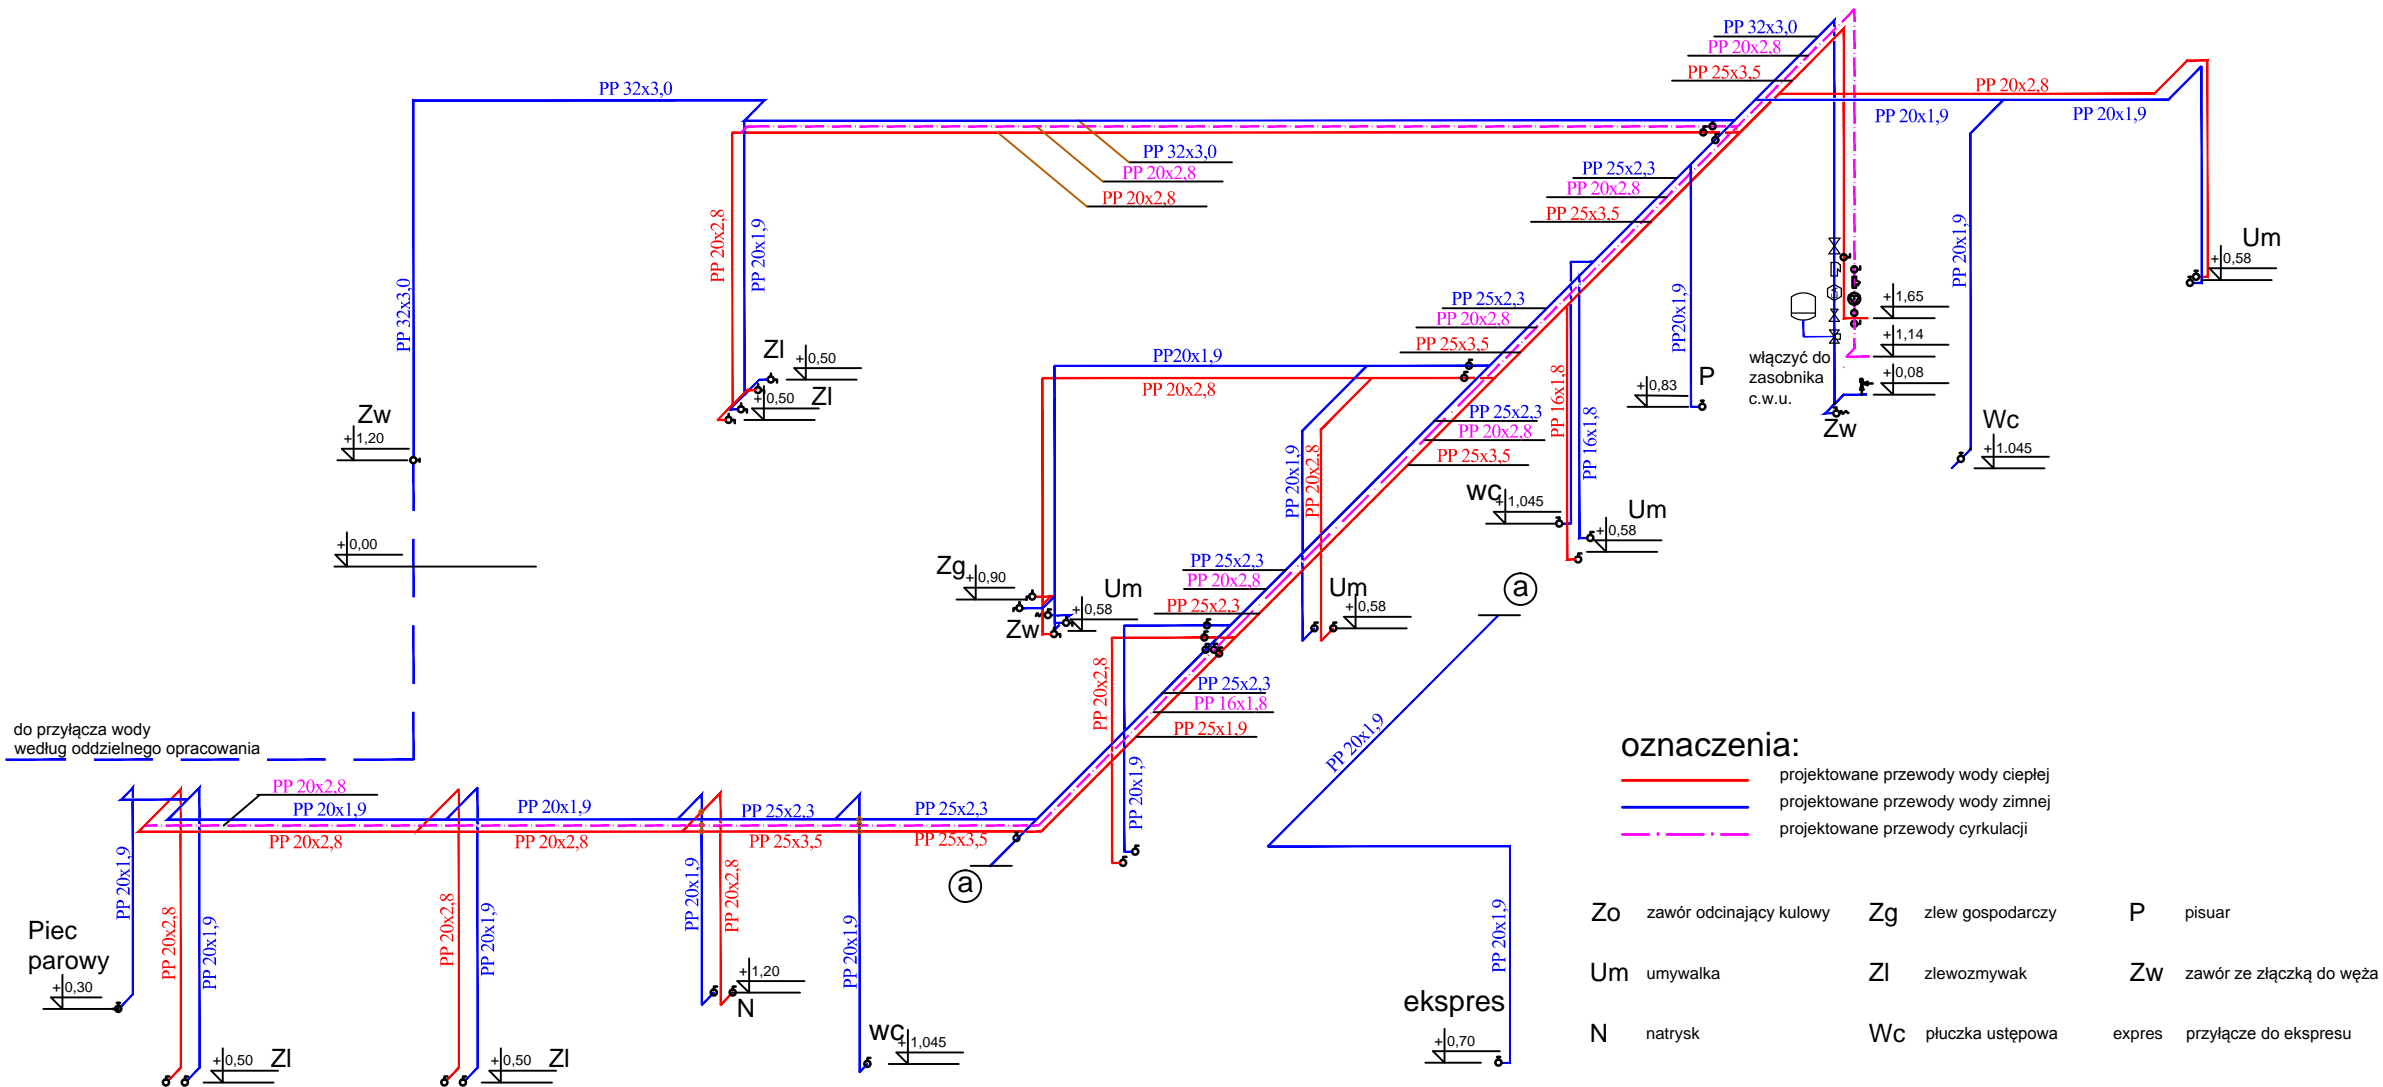 PP 32x3,0
PP 20x2,8
PP 25x3,5
PP 32x3,0
PP 20x2,8
PP 20x1,9
PP 20x1,9
PP 32x3,0
PP 20x2,8
PP 20x2,8
PP 25x2,3
PP 20x2,8
PP 25x3,5
PP 20x2,8
PP 20x1,9
PP 32x3,0
PP 20x1,9
Um
+0,58
PP 25x2,3
PP 20x2,8
PP 25x3,5
PP20x1,9
+1,65
+1,14
+0,08
włączyć do
zasobnika
c.w.u.
Zw
Zl
+0,50
+0,50
Zl
PP20x1,9
PP 20x2,8
P
+0,83
Zw
+1,20
PP 25x2,3
PP 20x2,8
PP 25x3,5
PP 16x1,8
PP 16x1,8
Wc
+1.045
PP 20x1,9
PP 20x2,8
wc
+1,045
Um
+0,58
+0,00
PP 25x2,3
PP 20x2,8
PP 25x2,3
Zg
+0,90
Um
+0,58
Zw
Um
+0,58
a
PP 20x2,8
PP 25x2,3
PP 16x1,8
PP 25x1,9
PP 20x1,9
PP 20x1,9
do przyłącza wody
według oddzielnego opracowania
PP 20x2,8
PP 20x1,9
PP 20x1,9
PP 25x2,3
PP 25x2,3
PP 20x2,8
PP 20x2,8
PP 25x3,5
PP 25x3,5
a
PP 20x1,9
PP 20x2,8
PP 20x1,9
PP 20x2,8
PP 20x1,9
PP 20x1,9
PP 20x2,8
PP 20x1,9
PP 20x1,9
Piec
parowy
+0,30
+0,50
Zl
+0,50
Zl
+1,20
N
wc
+1,045
ekspres
+0,70
oznaczenia:
projektowane przewody wody ciepłej
projektowane przewody wody zimnej
projektowane przewody cyrkulacji
Zo zawór odcinający kulowy Zg zlew gospodarczy P pisuar
Um umywalka Zl zlewozmywak Zw zawór ze złączką do węża
N natrysk Wc płuczka ustępowa expres przyłącze do ekspresu